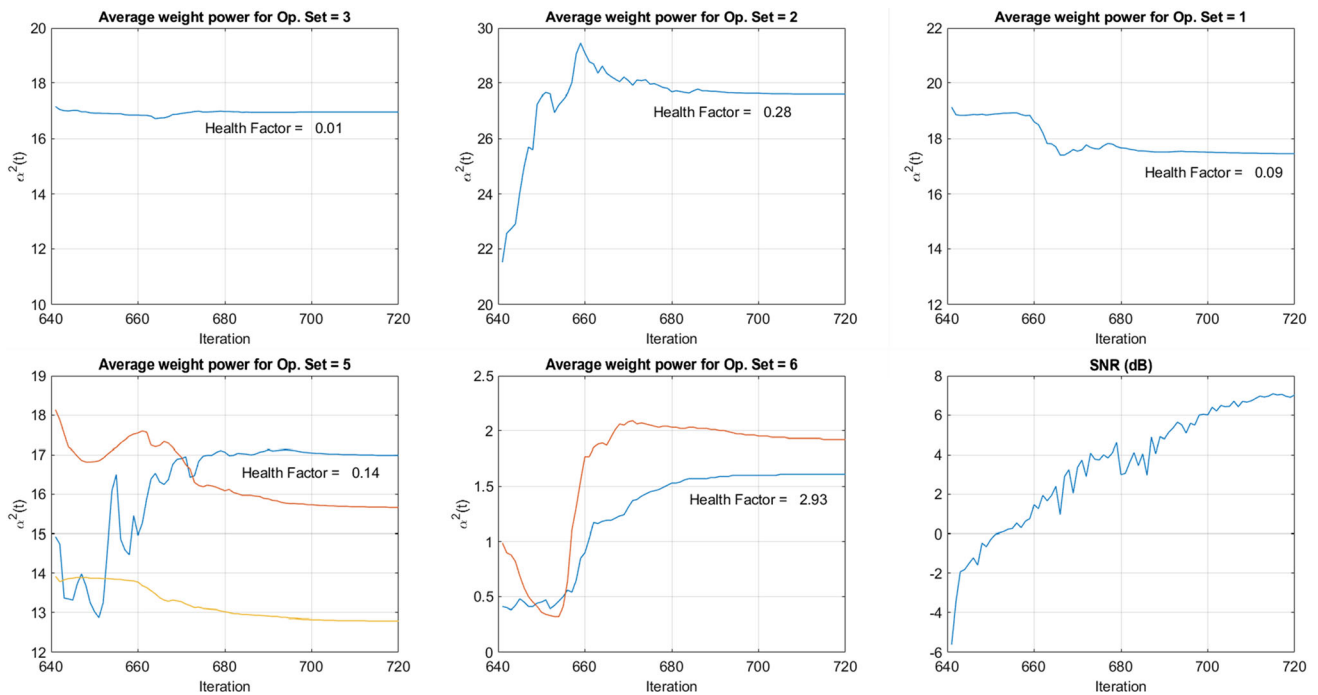 Average weight power for Op. Set = 3
20
18
16
14
12
10
α²(t)
Health Factor = 0.01
640 660 680 700 720
Iteration
Average weight power for Op. Set = 2
30
28
26
24
22
20
α²(t)
Health Factor = 0.28
640 660 680 700 720
Iteration
Average weight power for Op. Set = 1
22
20
18
16
14
12
α²(t)
Health Factor = 0.09
640 660 680 700 720
Iteration
Average weight power for Op. Set = 5
19
18
17
16
15
14
13
12
α²(t)
Health Factor = 0.14
640 660 680 700 720
Iteration
Average weight power for Op. Set = 6
2.5
2
1.5
1
0.5
0
α²(t)
Health Factor = 2.93
640 660 680 700 720
Iteration
SNR (dB)
8
6
4
2
0
-2
-4
-6
640 660 680 700 720
Iteration